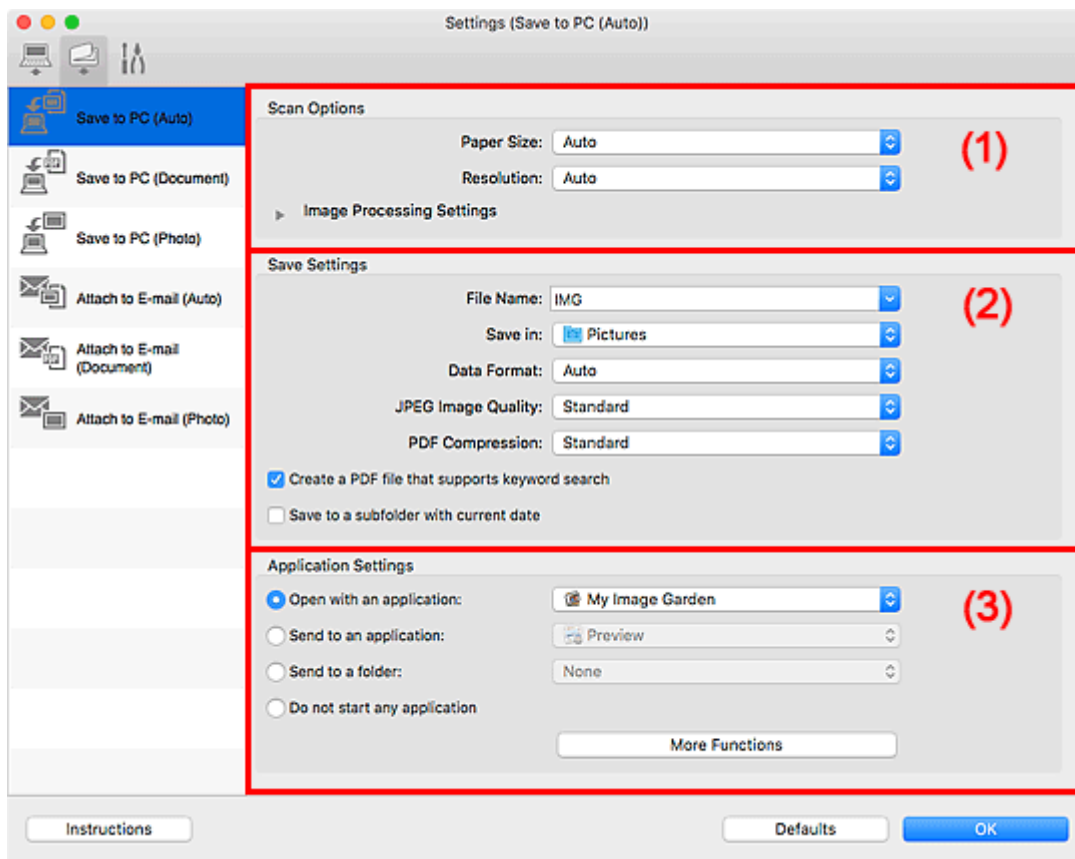 Settings (Save to PC (Auto))
Save to PC (Auto)
Save to PC (Document)
Save to PC (Photo)
Attach to E-mail (Auto)
Attach to E-mail
(Document)
Attach to E-mail (Photo)
Scan Options
(1)
Paper Size: Auto
Resolution: Auto
Image Processing Settings
Save Settings
(2)
File Name: IMG
Save in: Pictures
Data Format: Auto
JPEG Image Quality: Standard
PDF Compression: Standard
Create a PDF file that supports keyword search
Save to a subfolder with current date
Application Settings
(3)
Open with an application: My Image Garden
Send to an application: Preview
Send to a folder: None
Do not start any application
More Functions
Instructions Defaults OK